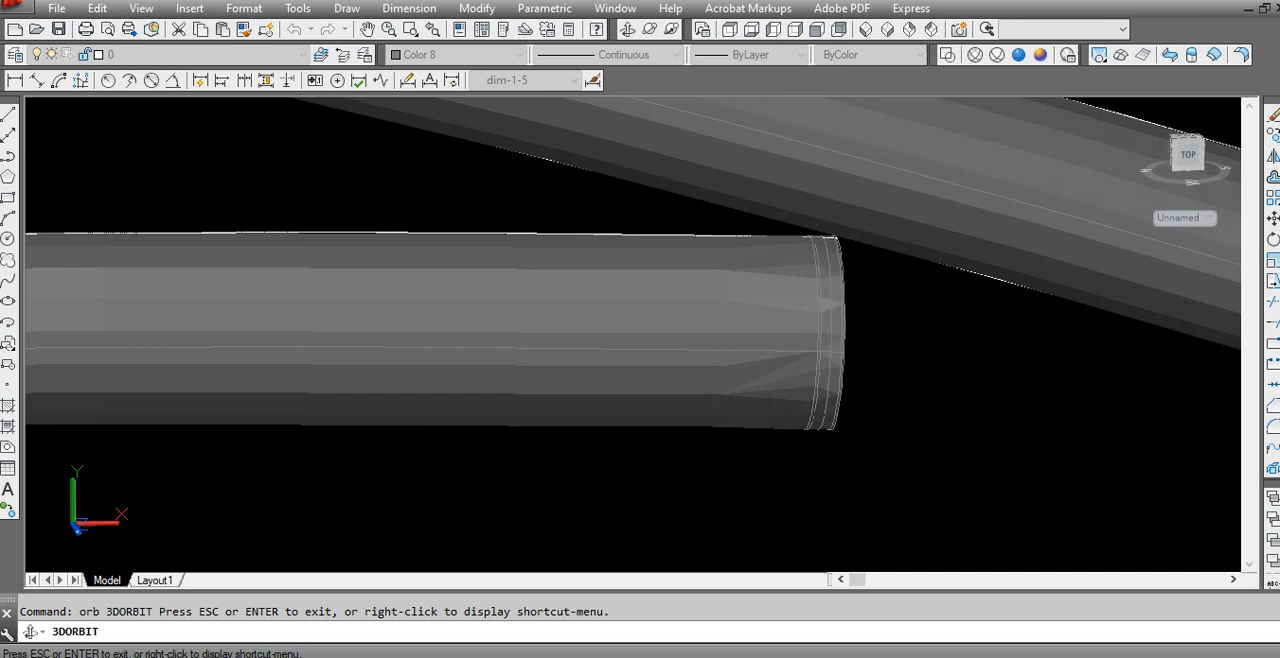 File Edit View Insert Format Tools Draw Dimension Modify Parametric Window Help Acrobat Markups Adobe PDF Express
0 Color 8 Continuous ByLayer ByColor
dim-1-5
TOP
W
S
Unnamed
Y
X
A
Model Layout1
Command: orb 3DORBIT Press ESC or ENTER to exit, or right-click to display shortcut-menu.
3DORBIT
Press ESC or ENTER to exit, or right-click to display shortcut-menu.